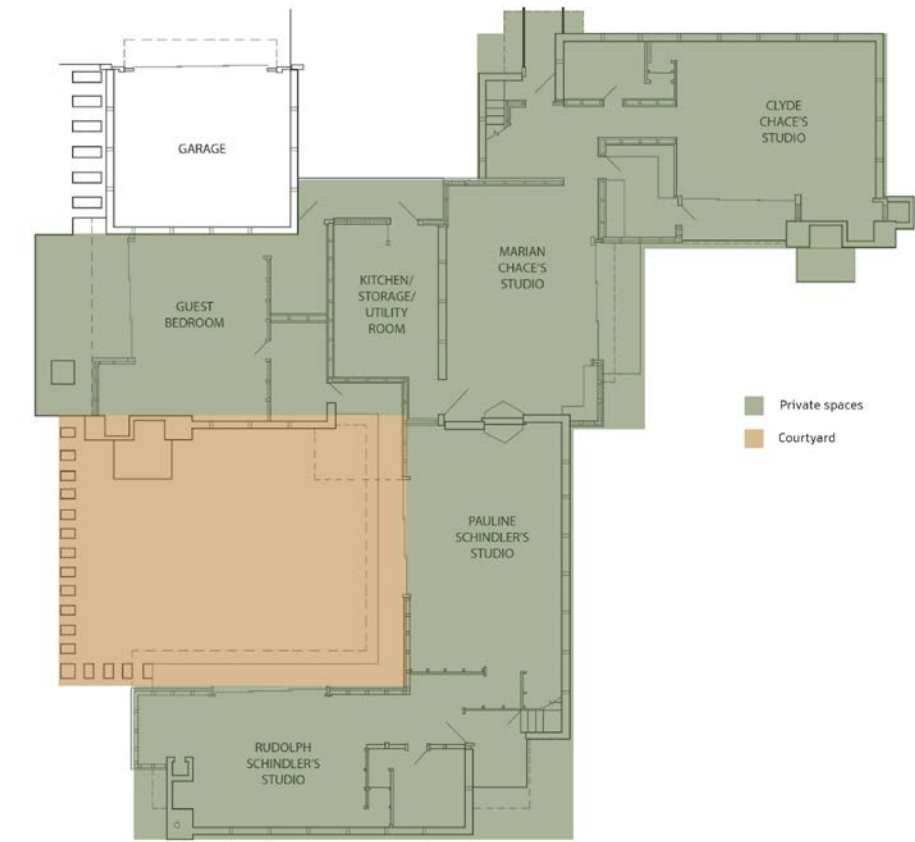 GARAGE
CLYDE
CHACE'S
STUDIO
MARIAN
CHACE'S
STUDIO
KITCHEN/
STORAGE/
UTILITY
ROOM
GUEST
BEDROOM
Private spaces
Courtyard
PAULINE
SCHINDLER'S
STUDIO
RUDOLPH
SCHINDLER'S
STUDIO